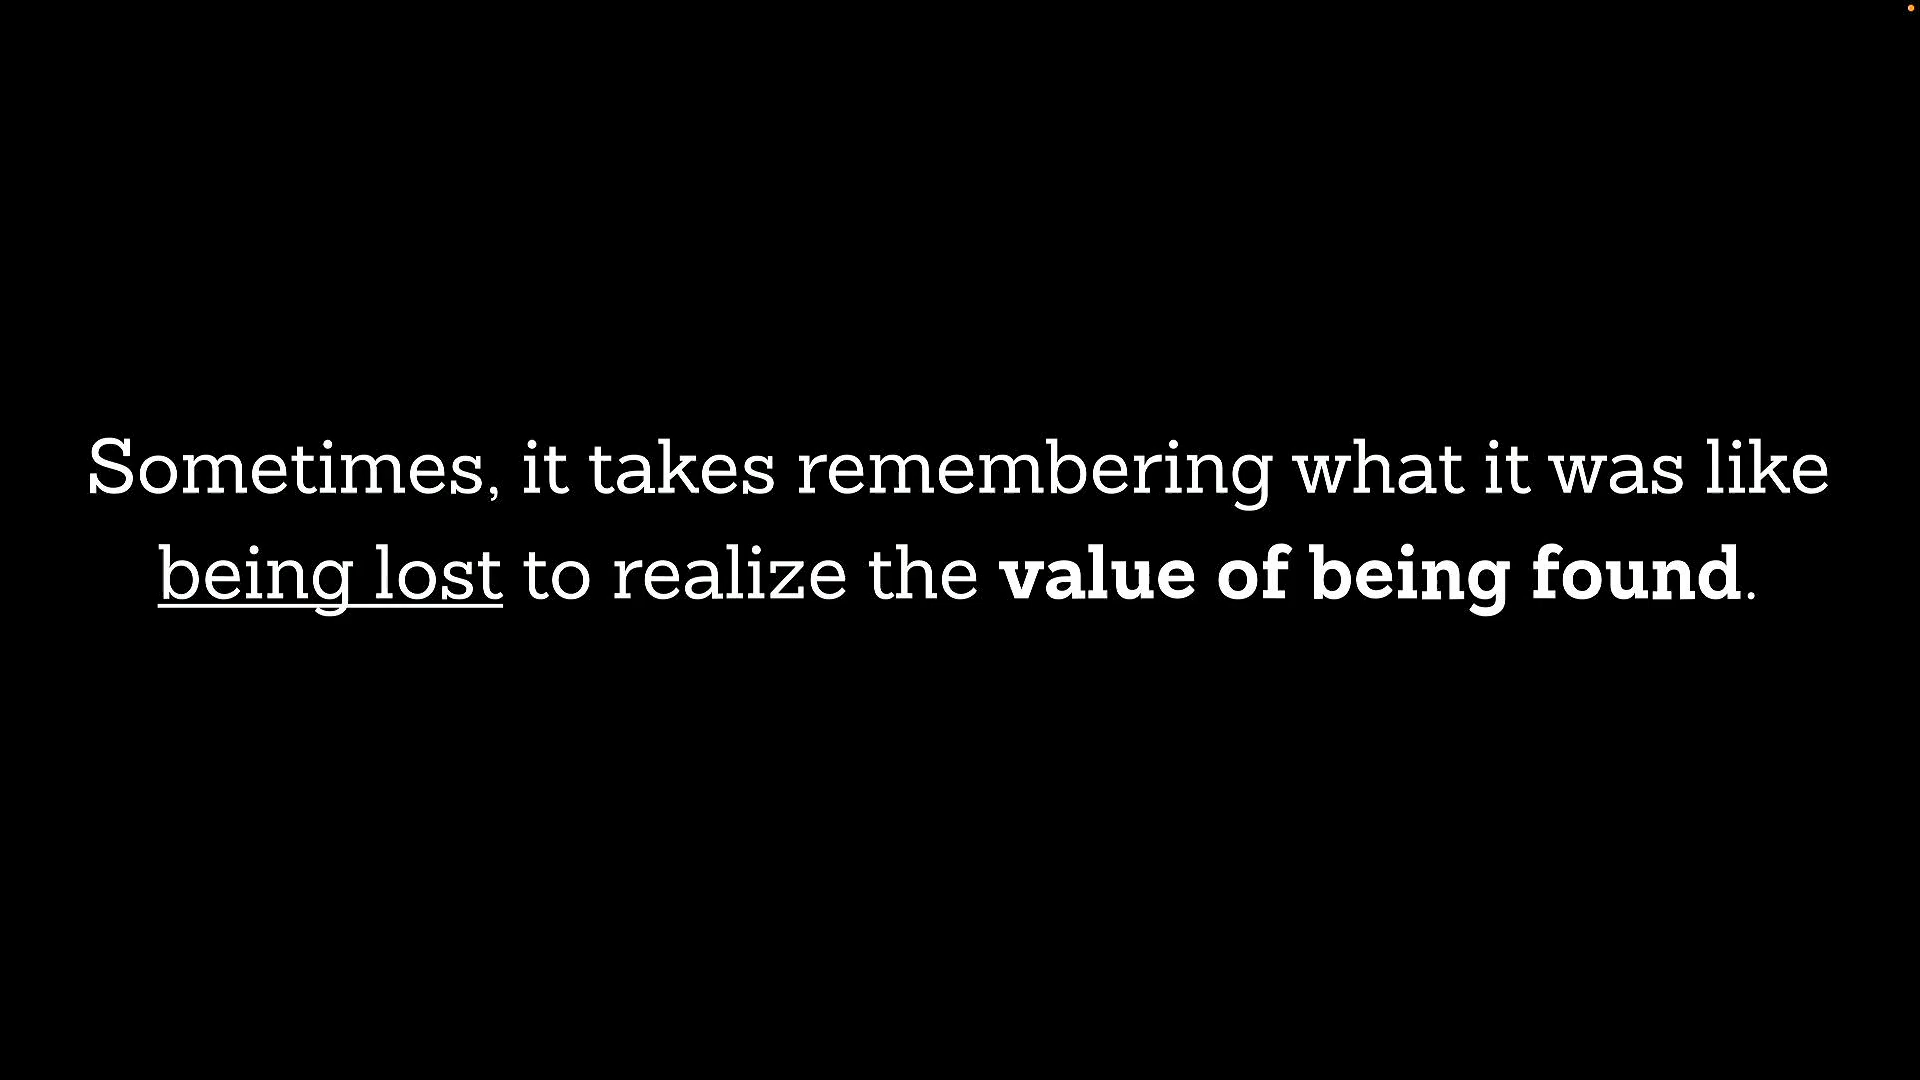 Sometimes, it takes remembering what it was like
being lost to realize the value of being found.